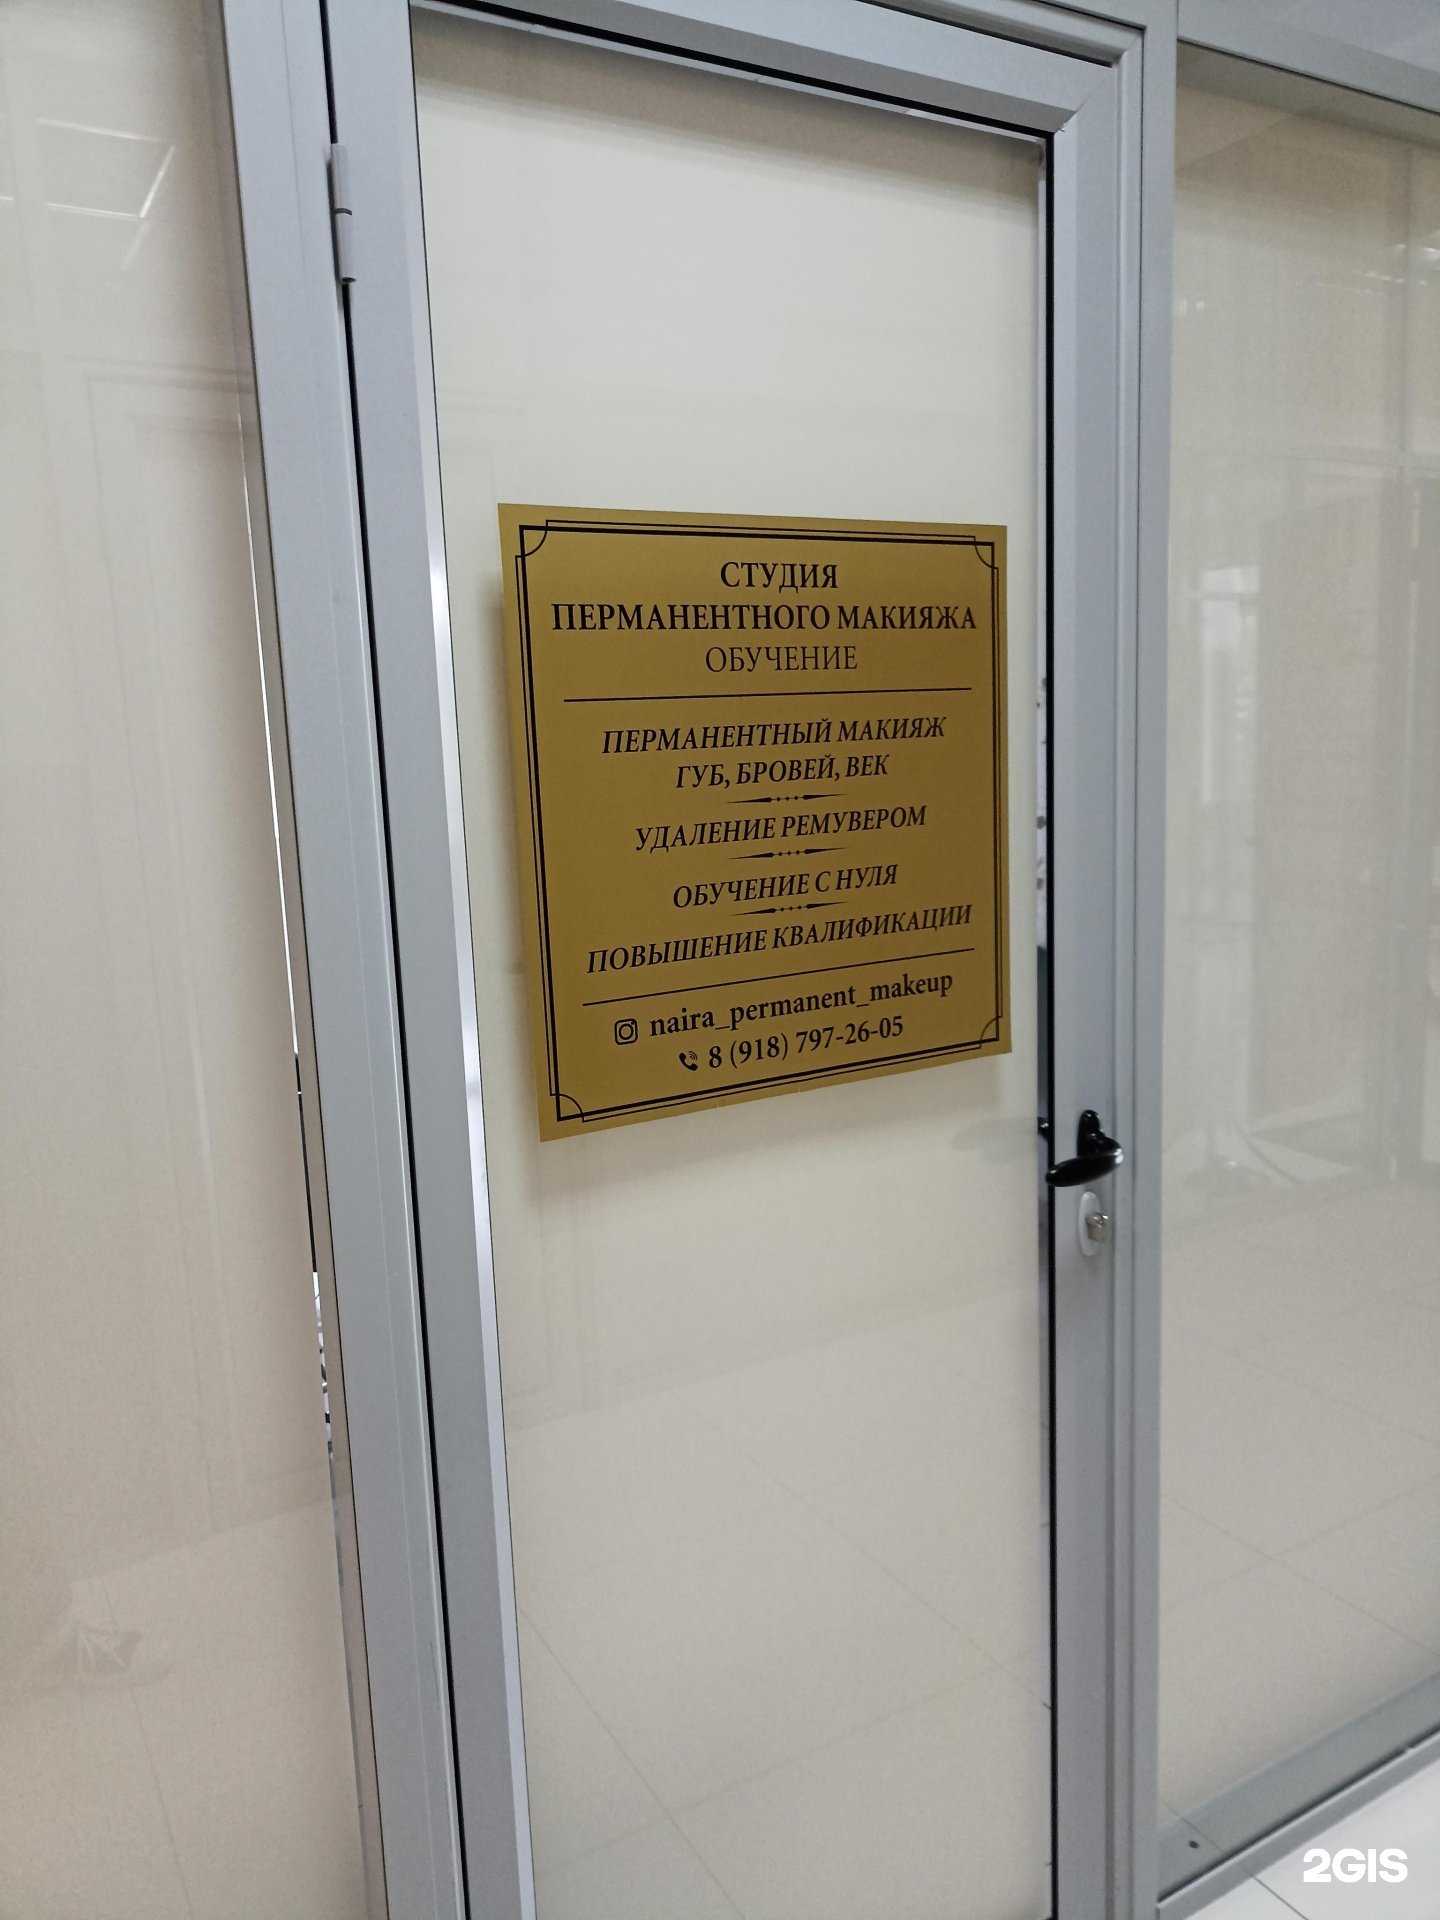 СТУДИЯ
ПЕРМАНЕНТНОГО МАКИЯЖА
ОБУЧЕНИЕ
ПЕРМАНЕНТНЫЙ МАКИЯЖ
ГУБ, БРОВЕЙ, ВЕК
УДАЛЕНИЕ РЕМУВЕРОМ
ОБУЧЕНИЕ С НУЛЯ
ПОВЫШЕНИЕ КВАЛИФИКАЦИИ
naira_permanent_makeup
8 (918) 797-26-05
2GIS